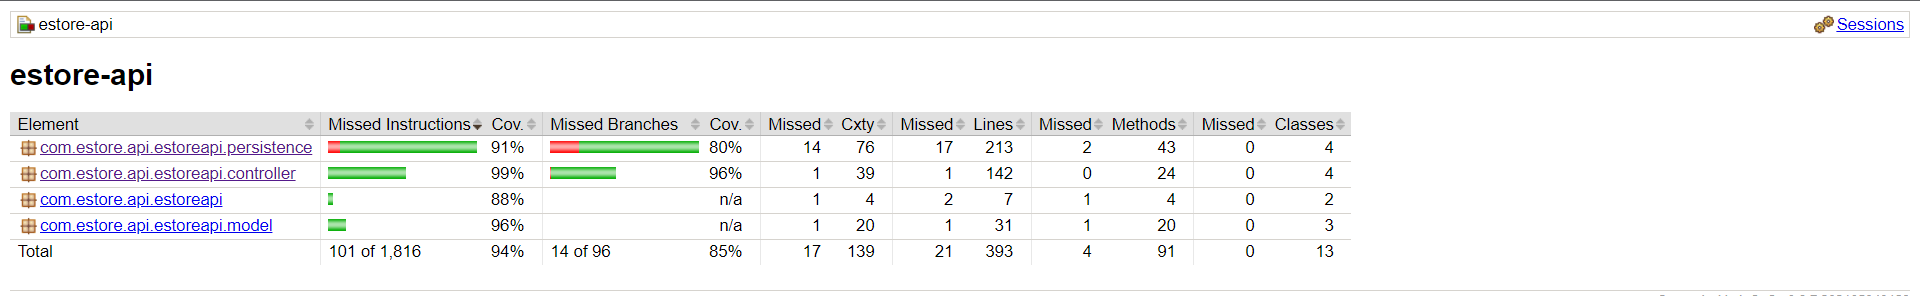 estore-api Sessions
estore-api
Element Missed Instructions Cov. Missed Branches Cov. Missed Cxty Missed Lines Missed Methods Missed Classes
com.estore.api.estoreapi.persistence 91% 80% 14 76 17 213 2 43 0 4
com.estore.api.estoreapi.controller 99% 96% 1 39 1 142 0 24 0 4
com.estore.api.estoreapi 88% n/a 1 4 2 7 1 4 0 2
com.estore.api.estoreapi.model 96% n/a 1 20 1 31 1 20 0 3
Total 101 of 1,816 94% 14 of 96 85% 17 139 21 393 4 91 0 13